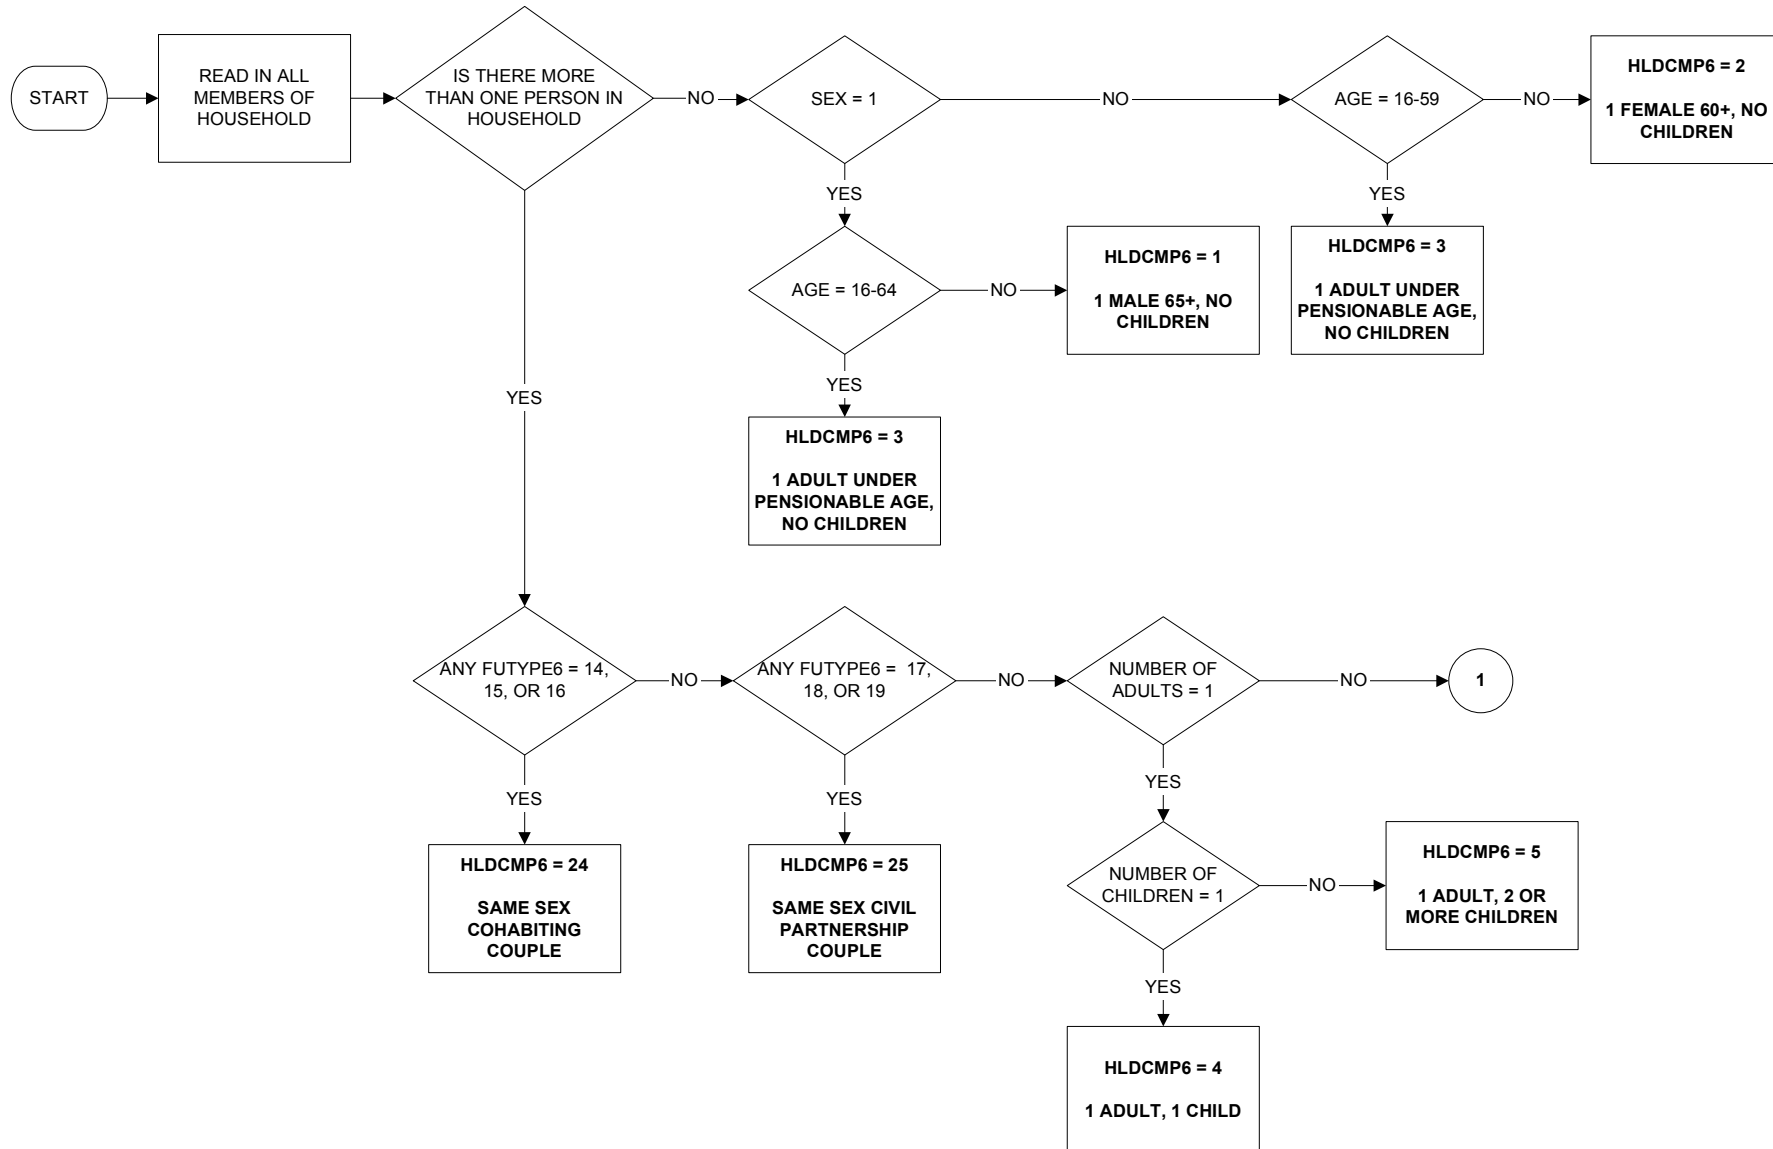 START
READ IN ALL
MEMBERS OF
HOUSEHOLD
IS THERE MORE
THAN ONE PERSON IN
HOUSEHOLD
NO
SEX = 1
NO
AGE = 16-59
NO
HLDCMP6 = 2
1 FEMALE 60+, NO
CHILDREN
YES
YES
AGE = 16-64
NO
HLDCMP6 = 1
1 MALE 65+, NO
CHILDREN
HLDCMP6 = 3
1 ADULT UNDER
PENSIONABLE AGE,
NO CHILDREN
YES
YES
HLDCMP6 = 3
1 ADULT UNDER
PENSIONABLE AGE,
NO CHILDREN
ANY FUTYPE6 = 14,
15, OR 16
NO
ANY FUTYPE6 =  17,
18, OR 19
NO
NUMBER OF
ADULTS = 1
NO
1
YES
YES
YES
HLDCMP6 = 24
SAME SEX
COHABITING
COUPLE
HLDCMP6 = 25
SAME SEX CIVIL
PARTNERSHIP
COUPLE
NUMBER OF
CHILDREN = 1
NO
HLDCMP6 = 5
1 ADULT, 2 OR
MORE CHILDREN
YES
HLDCMP6 = 4
1 ADULT, 1 CHILD